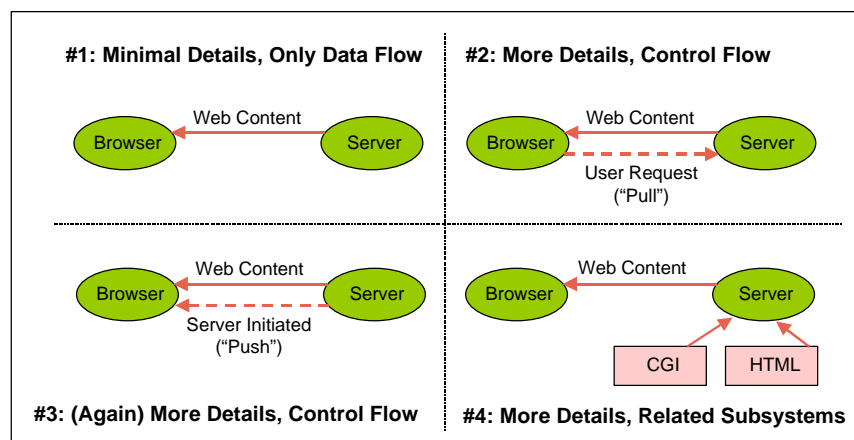 #1: Minimal Details, Only Data Flow
Web Content
Browser
Server
#2: More Details, Control Flow
Web Content
Browser
Server
User Request
(“Pull”)
Web Content
Browser
Server
Server Initiated
(“Push”)
#3: (Again) More Details, Control Flow
Web Content
Browser
Server
CGI
HTML
#4: More Details, Related Subsystems